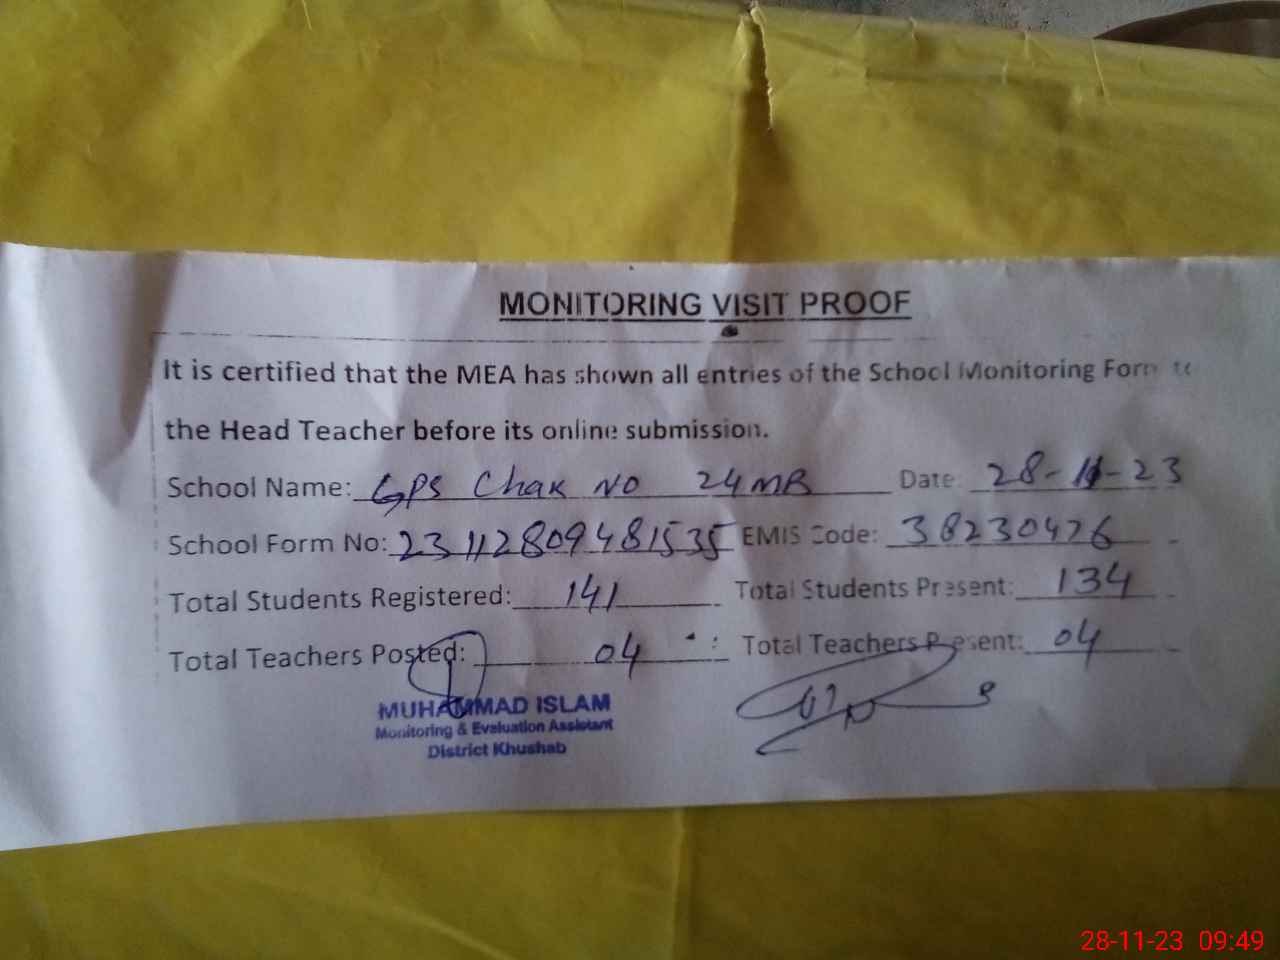 MONITORING VISIT PROOF
It is certified that the MEA has shown all entries of the School Monitoring Form to
the Head Teacher before its online submission.
School Name: GPS Chak NO 24MB Date: 28-11-23
School Form No: 23112809481535 EMIS Code: 38230476
Total Students Registered: 141 Total Students Present: 134
Total Teachers Posted: 04 Total Teachers Present: 04
MUHAMMAD ISLAM
Monitoring & Evaluation Assistant
District Khushab
28-11-23 09:49